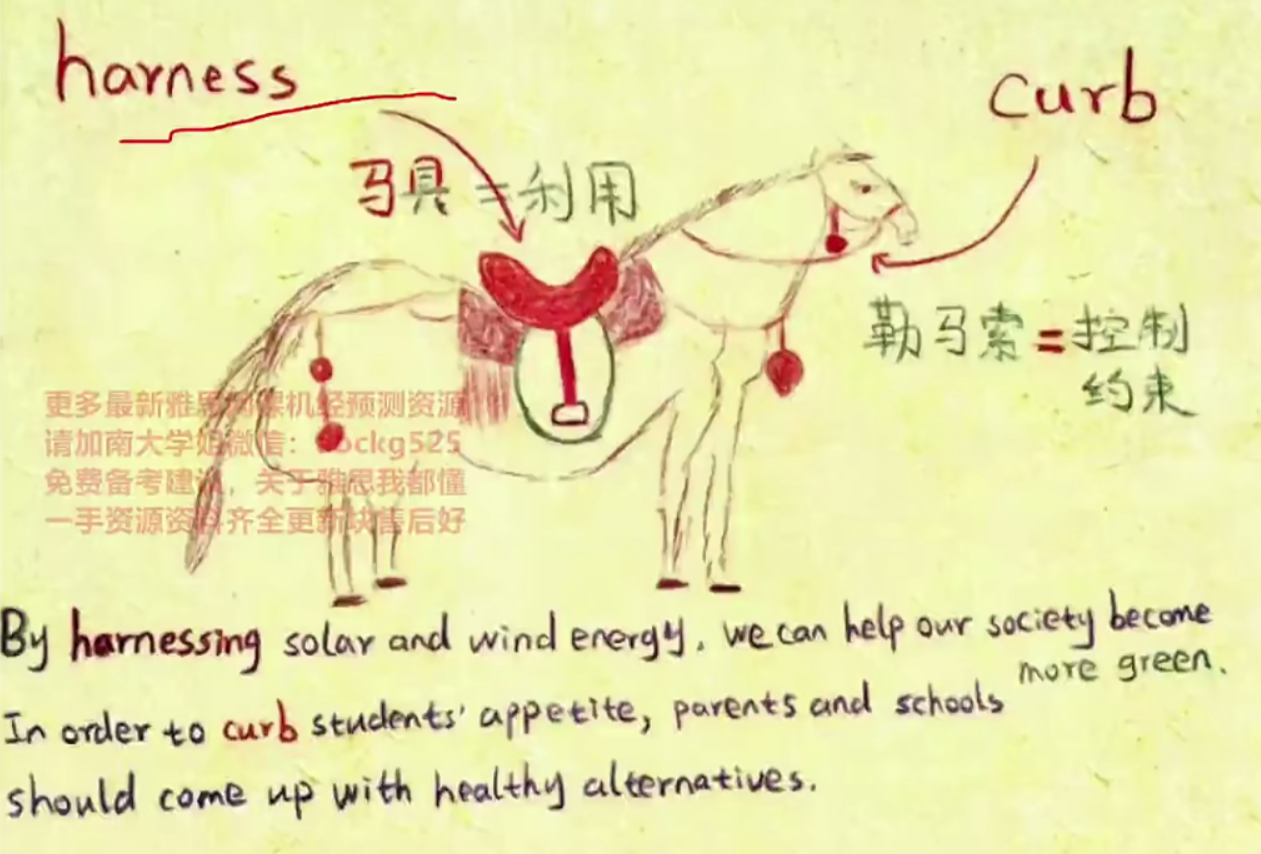 harness
curb
马具=利用
勒马索=控制
约束
更多最新雅思 机经预测资源
请加南大学姐微信: ckg525
免费备考建议，关于雅思我都懂
一手资源资料齐全更新块售后好
By harnessing solar and wind energy, we can help our society become
more green.
In order to curb students' appetite, parents and schools
should come up with healthy alternatives.